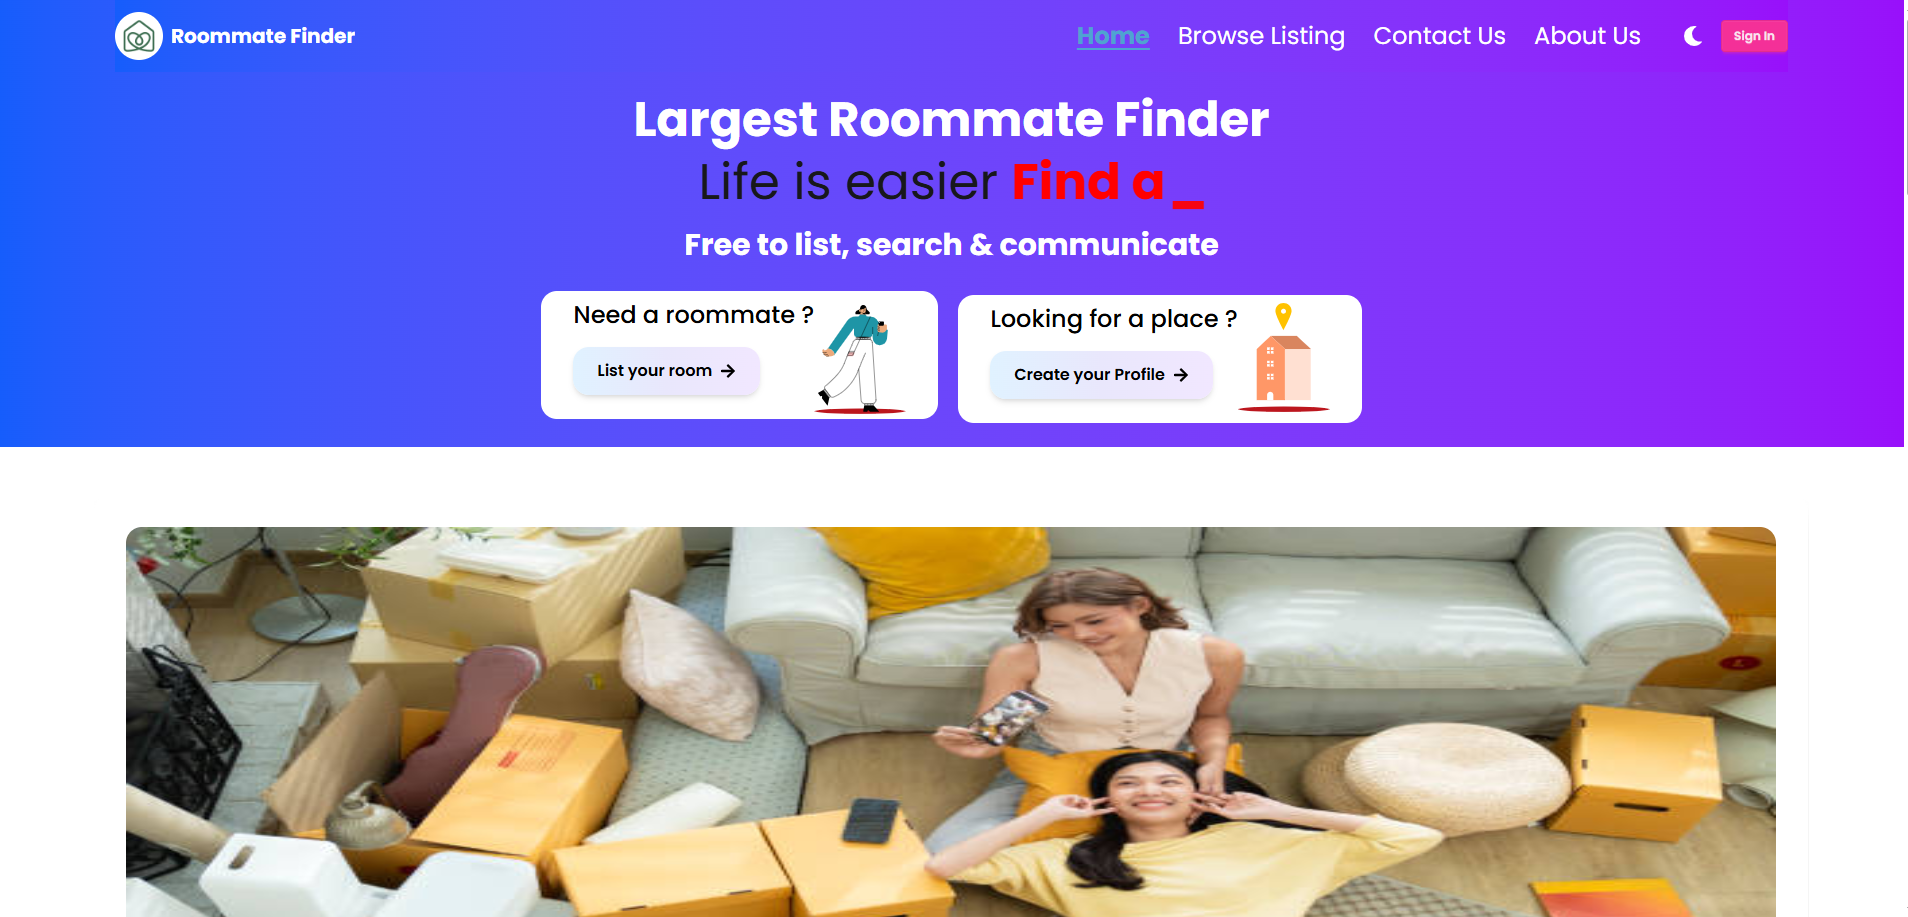 Roommate Finder
Home Browse Listing Contact Us About Us Sign In
Largest Roommate Finder
Life is easier Find a_
Free to list, search & communicate
Need a roommate ?
List your room →
Looking for a place ?
Create your Profile →